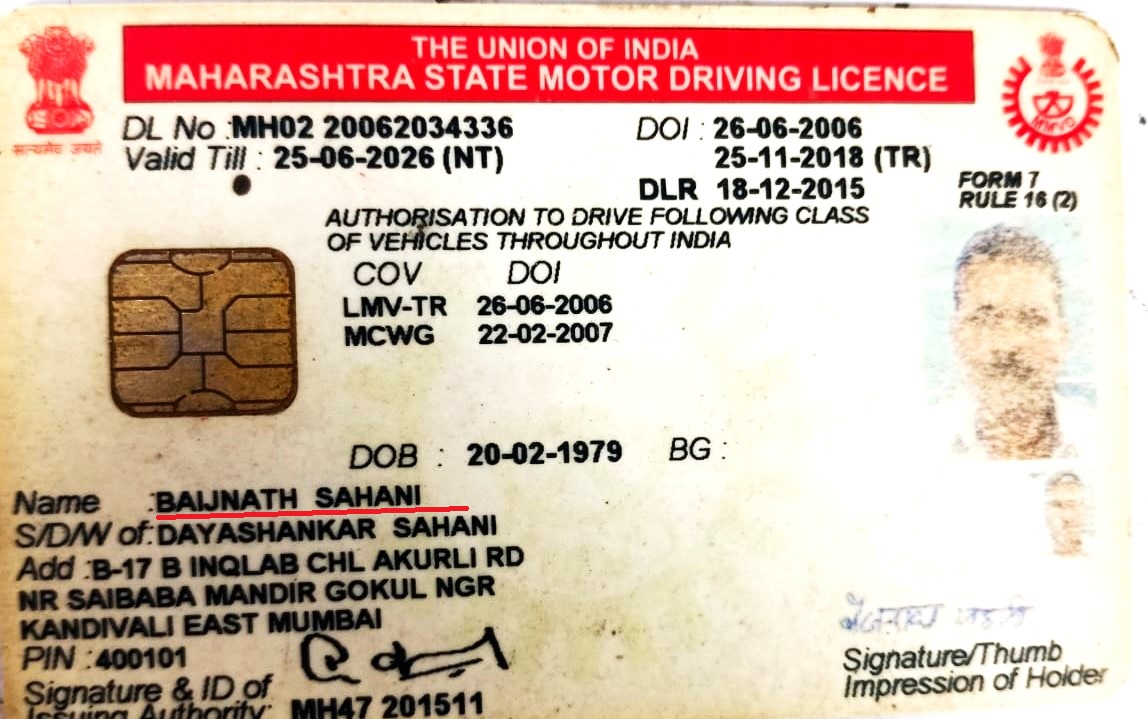 THE UNION OF INDIA
MAHARASHTRA STATE MOTOR DRIVING LICENCE
सत्यमेव जयते
DL No :MH02 20062034336 DOI : 26-06-2006
Valid Till : 25-06-2026 (NT) 25-11-2018 (TR)
DLR 18-12-2015
FORM 7
RULE 16 (2)
AUTHORISATION TO DRIVE FOLLOWING CLASS
OF VEHICLES THROUGHOUT INDIA
COV DOI
LMV-TR 26-06-2006
MCWG 22-02-2007
DOB : 20-02-1979 BG :
Name :BAIJNATH SAHANI
S/D/W of:DAYASHANKAR SAHANI
Add :B-17 B INQLAB CHL AKURLI RD
NR SAIBABA MANDIR GOKUL NGR
KANDIVALI EAST MUMBAI
PIN :400101
Signature & ID of
Issuing Authority: MH47 201511
Signature/Thumb
Impression of Holder